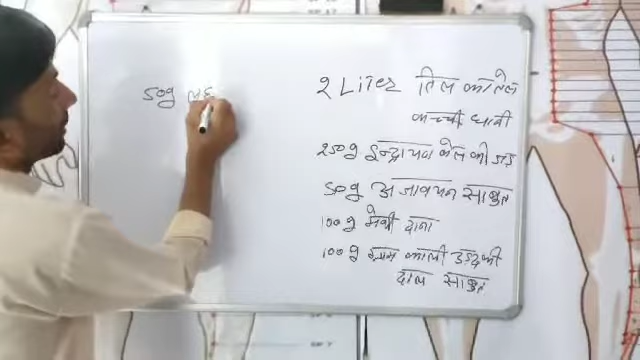 2 Liter तिल का तेल
कच्ची घानी
250g इन्द्रायण बेल की जड़
50g अजवायन साबुत
100g मेथी दाना
100g काली उड़द की
दाल साबुत
50g